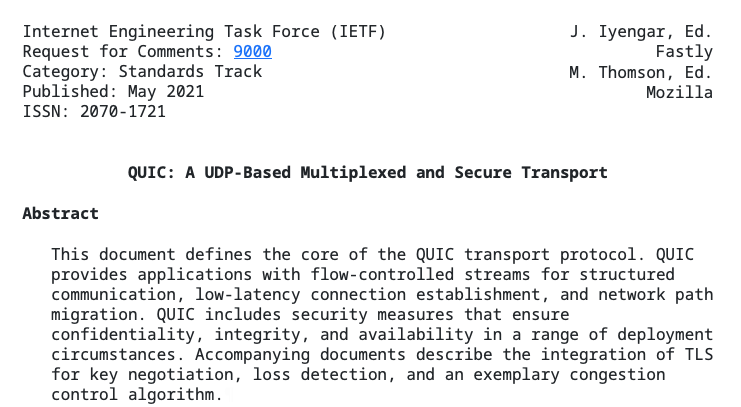 Internet Engineering Task Force (IETF) J. Iyengar, Ed.
Request for Comments: 9000 Fastly
Category: Standards Track M. Thomson, Ed.
Published: May 2021 Mozilla
ISSN: 2070-1721
QUIC: A UDP-Based Multiplexed and Secure Transport
Abstract
This document defines the core of the QUIC transport protocol. QUIC
provides applications with flow-controlled streams for structured
communication, low-latency connection establishment, and network path
migration. QUIC includes security measures that ensure
confidentiality, integrity, and availability in a range of deployment
circumstances. Accompanying documents describe the integration of TLS
for key negotiation, loss detection, and an exemplary congestion
control algorithm.